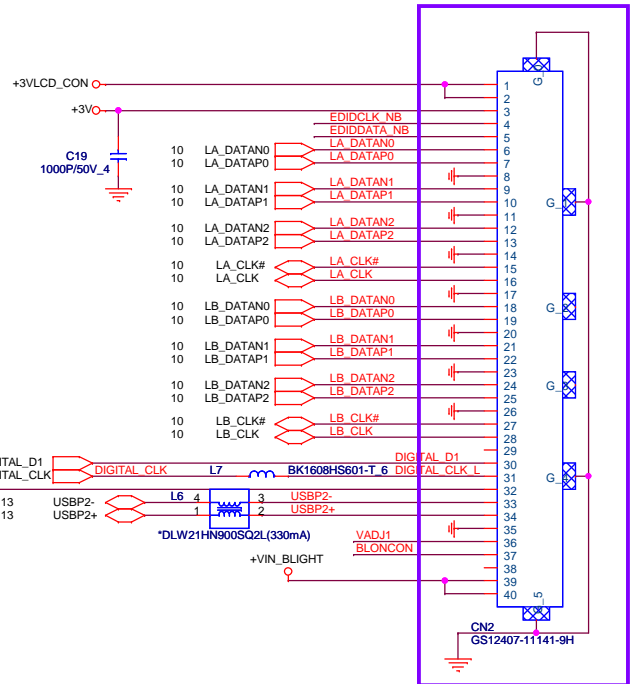 +3VLCD_CON
+3V
C19
1000P/50V_4
EDIDCLK_NB
EDIDDATA_NB
10 LA_DATAN0 LA_DATAN0
10 LA_DATAP0 LA_DATAP0
10 LA_DATAN1 LA_DATAN1
10 LA_DATAP1 LA_DATAP1
10 LA_DATAN2 LA_DATAN2
10 LA_DATAP2 LA_DATAP2
10 LA_CLK# LA_CLK#
10 LA_CLK LA_CLK
10 LB_DATAN0 LB_DATAN0
10 LB_DATAP0 LB_DATAP0
10 LB_DATAN1 LB_DATAN1
10 LB_DATAP1 LB_DATAP1
10 LB_DATAN2 LB_DATAN2
10 LB_DATAP2 LB_DATAP2
10 LB_CLK# LB_CLK#
10 LB_CLK LB_CLK
ITAL_D1 DIGITAL_D1
ITAL_CLK DIGITAL_CLK L7 BK1608HS601-T_6 DIGITAL_CLK_L
13 USBP2- L6 4 3 USBP2-
13 USBP2+ 1 2 USBP2+
*DLW21HN900SQ2L(330mA)
VADJ1
BLONCON
+VIN_BLIGHT
1
2
3
4
5
6
7
8
9
10
11
12
13
14
15
16
17
18
19
20
21
22
23
24
25
26
27
28
29
30
31
32
33
34
35
36
37
38
39
40
G_
G_
G_
G_
G_
G_5
CN2
GS12407-11141-9H